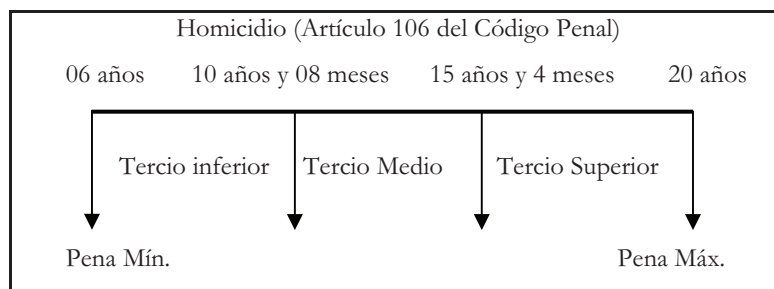 Homicidio (Artículo 106 del Código Penal)
06 años 10 años y 08 meses 15 años y 4 meses 20 años
Tercio inferior Tercio Medio Tercio Superior
Pena Mín. Pena Máx.